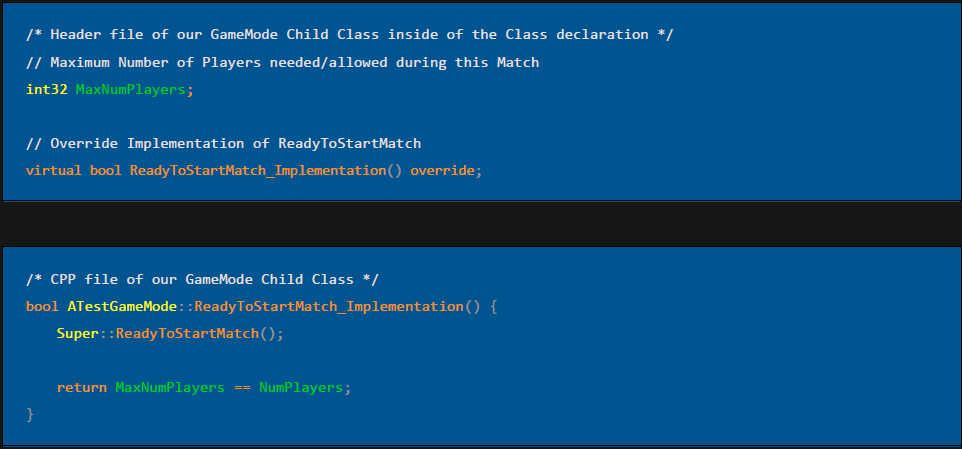 /* Header file of our GameMode Child Class inside of the Class declaration */
// Maximum Number of Players needed/allowed during this Match
int32 MaxNumPlayers;
// Override Implementation of ReadyToStartMatch
virtual bool ReadyToStartMatch_Implementation() override;
/* CPP file of our GameMode Child Class */
bool ATestGameMode::ReadyToStartMatch_Implementation() {
Super::ReadyToStartMatch();
return MaxNumPlayers == NumPlayers;
}